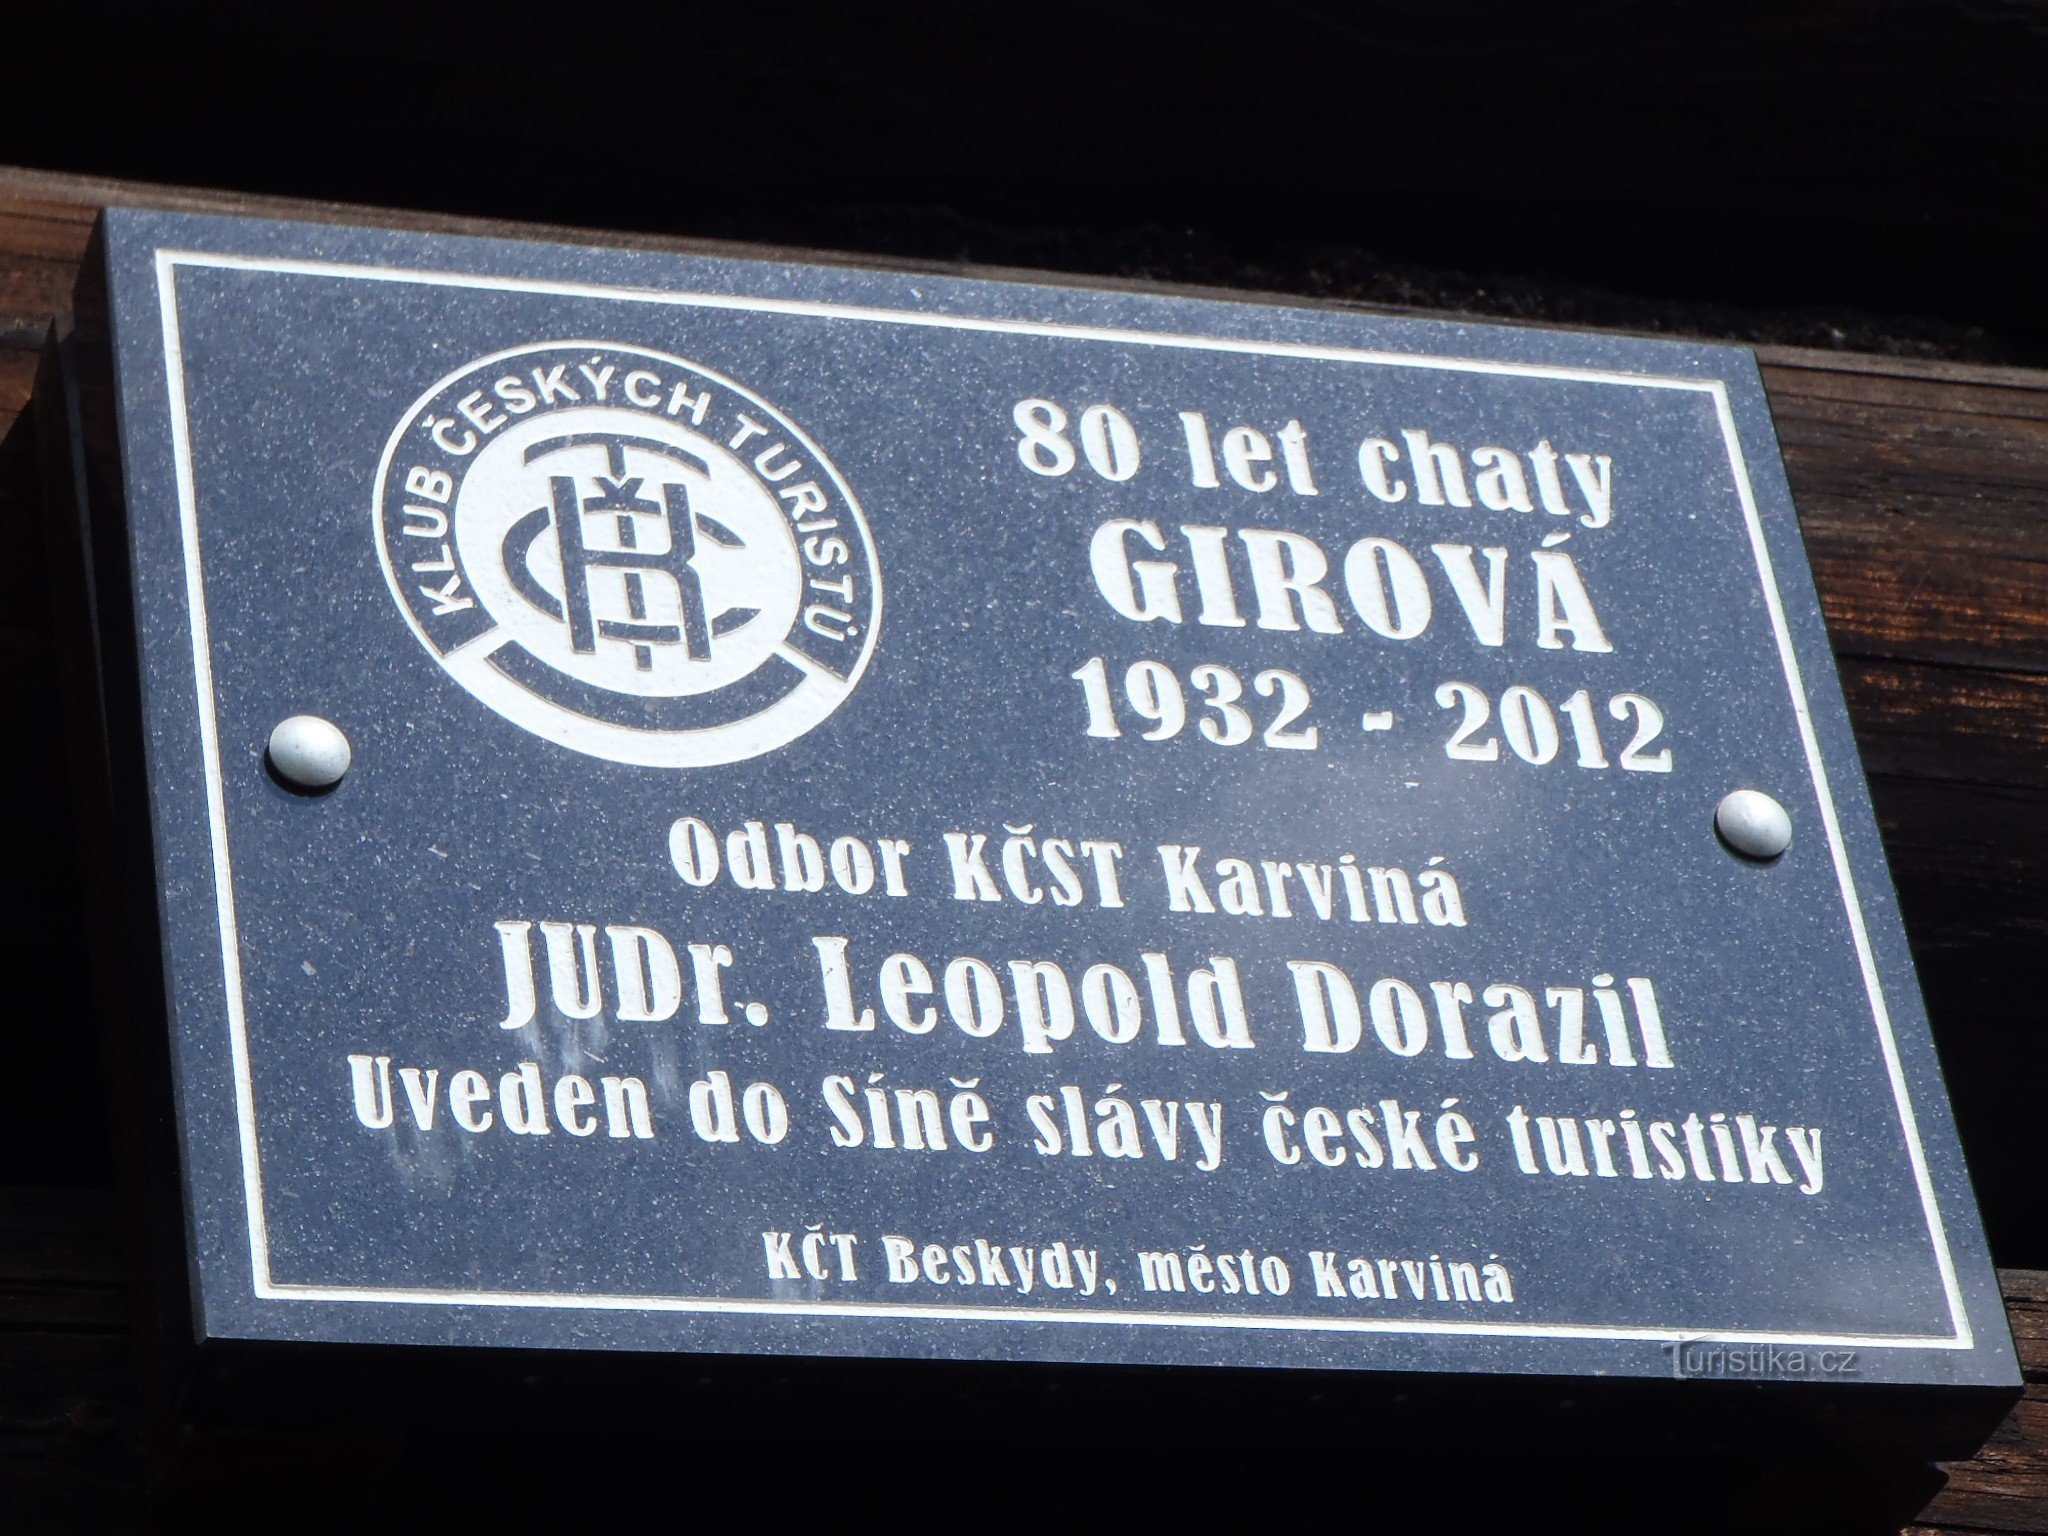 KLUB ČESKÝCH TURISTŮ
KČT
80 let chaty
GIROVÁ
1932 - 2012
Odbor KČST Karviná
JUDr. Leopold Dorazil
Uveden do Síně slávy české turistiky
KČT Beskydy, město Karviná
Turistika.cz